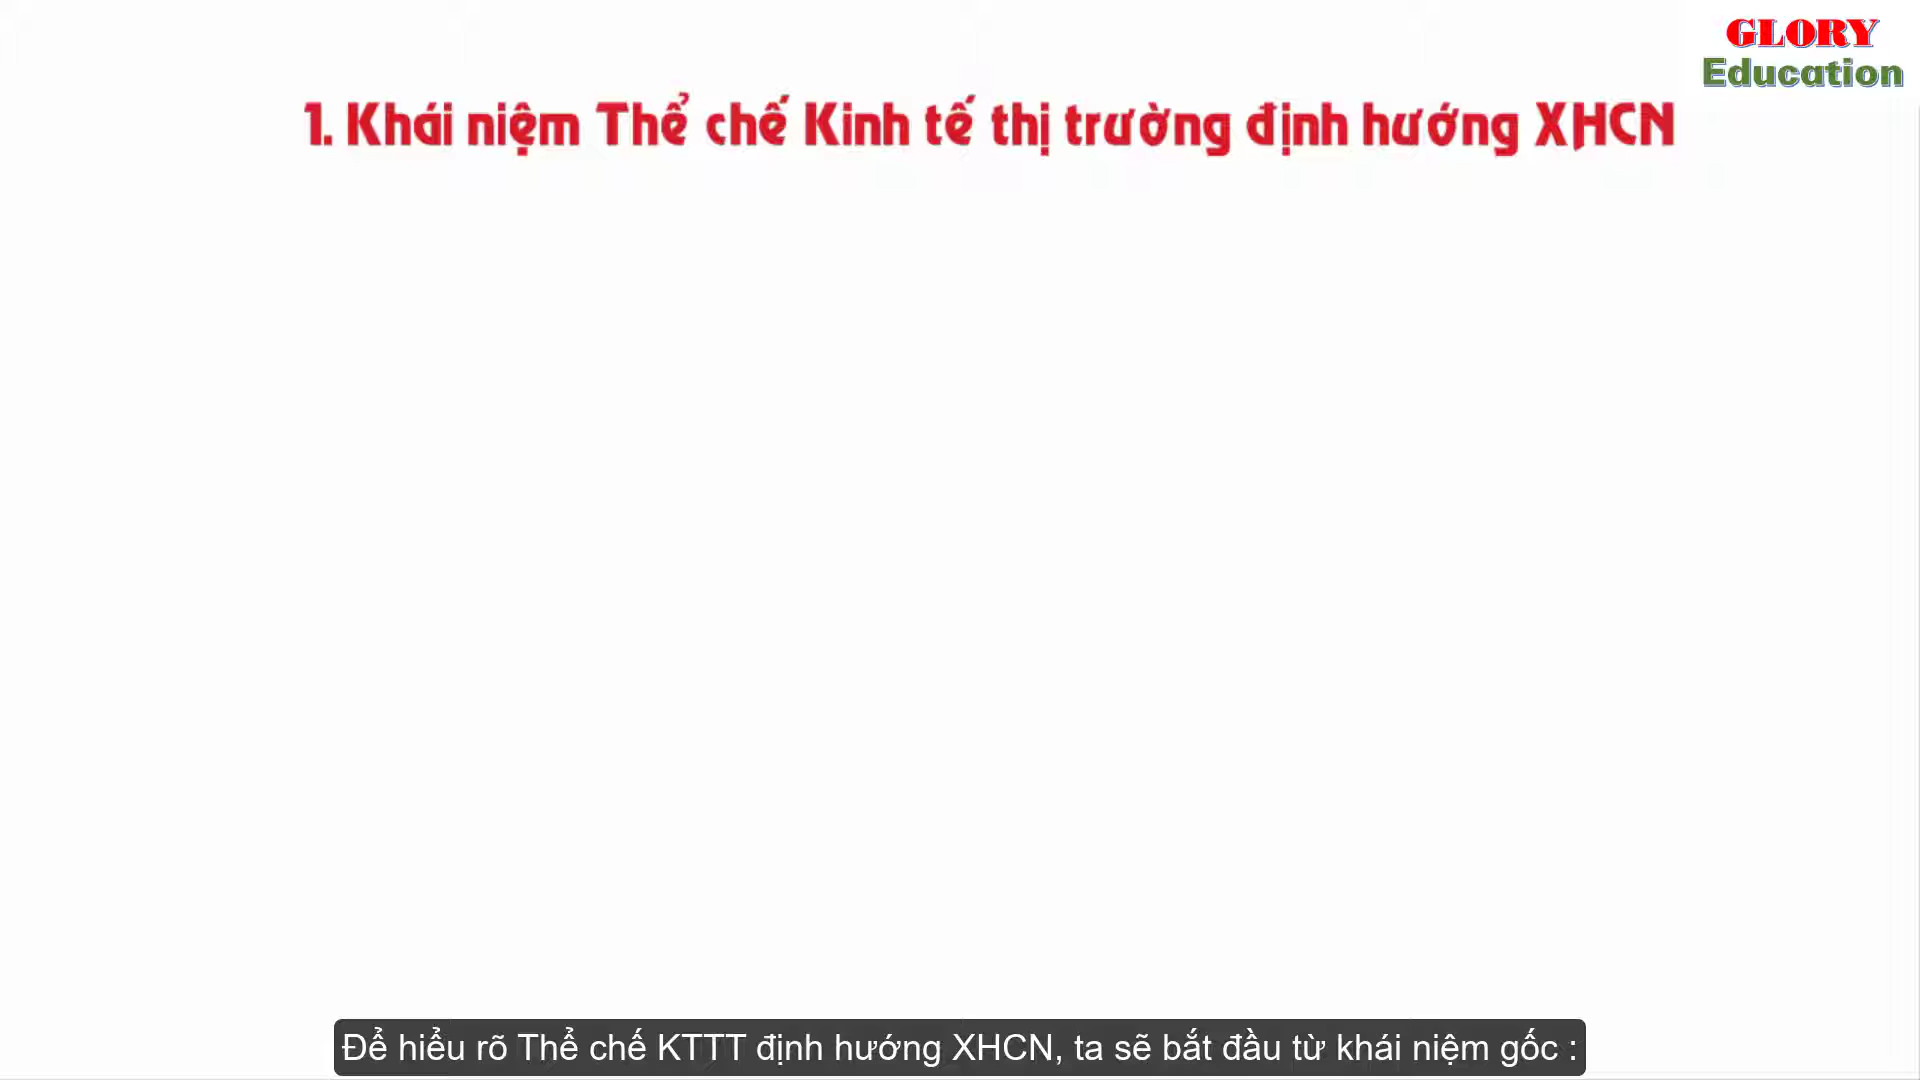 GLORY
Education
1. Khái niệm Thể chế Kinh tế thị trường định hướng XHCN
Để hiểu rõ Thể chế KTTT định hướng XHCN, ta sẽ bắt đầu từ khái niệm gốc :